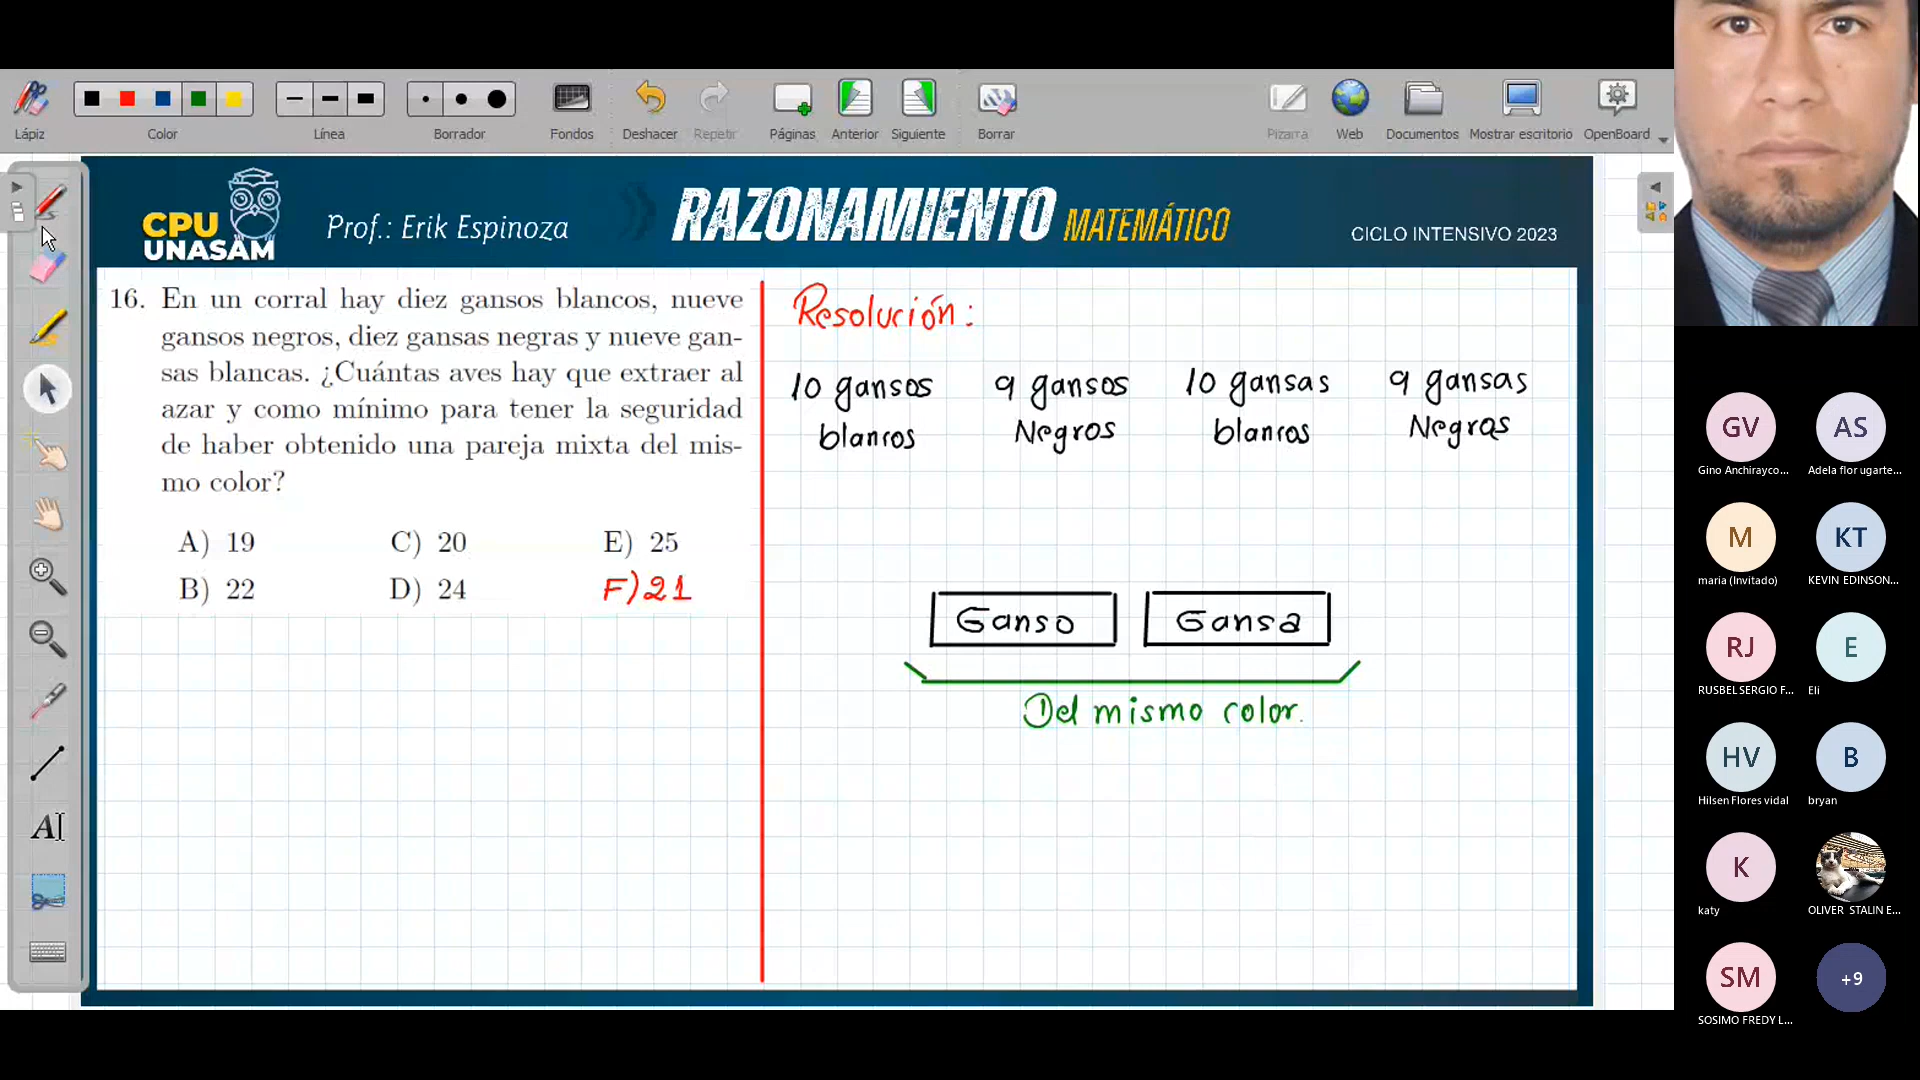 Lápiz
Color
Línea
Borrador
Fondos
Deshacer
Repetir
Páginas
Anterior
Siguiente
Borrar
Pizarra
Web
Documentos
Mostrar escritorio
OpenBoard
CPU
UNASAM
Prof.: Erik Espinoza
RAZONAMIENTO MATEMÁTICO
CICLO INTENSIVO 2023
16. En un corral hay diez gansos blancos, nueve
gansos negros, diez gansas negras y nueve gan-
sas blancas. ¿Cuántas aves hay que extraer al
azar y como mínimo para tener la seguridad
de haber obtenido una pareja mixta del mis-
mo color?
A) 19 C) 20 E) 25
B) 22 D) 24 F) 21
Resolución:
10 gansos 9 gansos 10 gansas 9 gansas
blancos Negros blancos Negras
Ganso Gansa
Del mismo color.
AI
GV AS
Gino Anchirayco... Adela flor ugarte...
M KT
maria (Invitado) KEVIN EDINSON...
RJ E
RUSBEL SERGIO F... Eli
HV B
Hilsen Flores vidal bryan
K
katy OLIVER STALIN E...
SM +9
SOSIMO FREDY L...